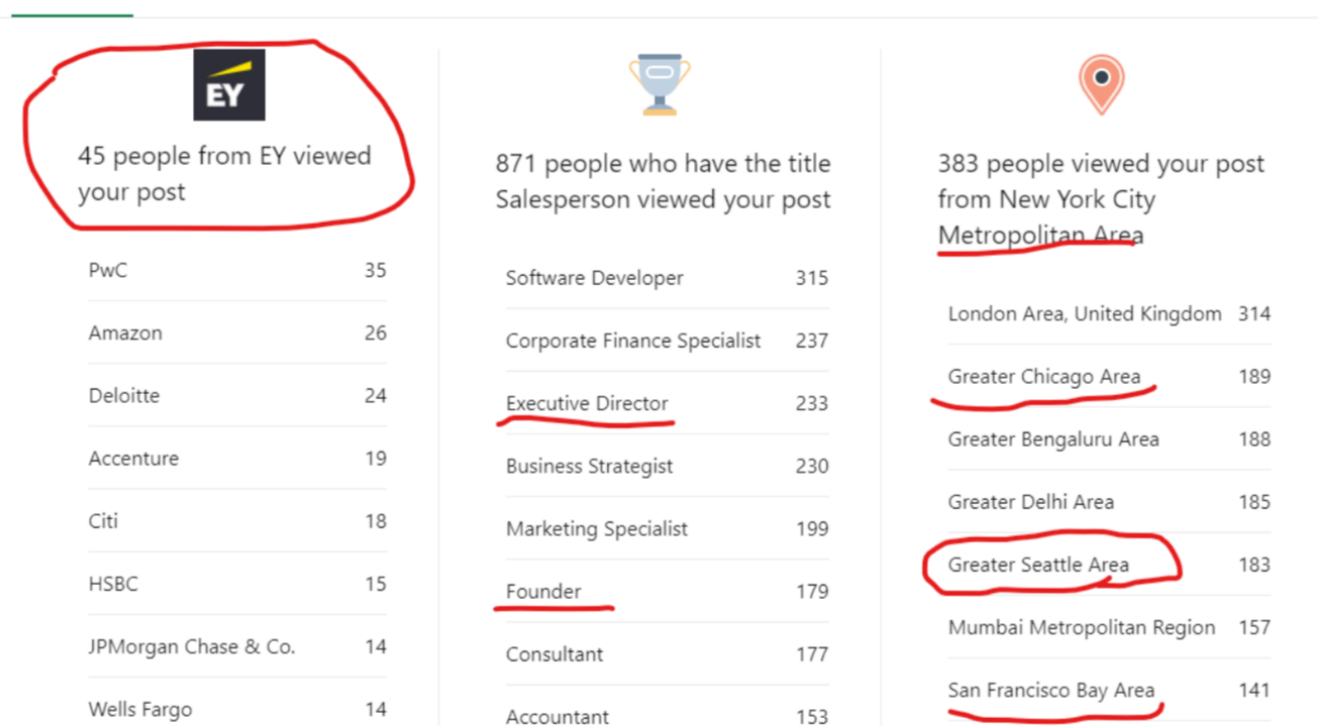 EY
45 people from EY viewed
your post
PwC 35
Amazon 26
Deloitte 24
Accenture 19
Citi 18
HSBC 15
JPMorgan Chase & Co. 14
Wells Fargo 14
871 people who have the title
Salesperson viewed your post
Software Developer 315
Corporate Finance Specialist 237
Executive Director 233
Business Strategist 230
Marketing Specialist 199
Founder 179
Consultant 177
Accountant 153
383 people viewed your post
from New York City
Metropolitan Area
London Area, United Kingdom 314
Greater Chicago Area 189
Greater Bengaluru Area 188
Greater Delhi Area 185
Greater Seattle Area 183
Mumbai Metropolitan Region 157
San Francisco Bay Area 141